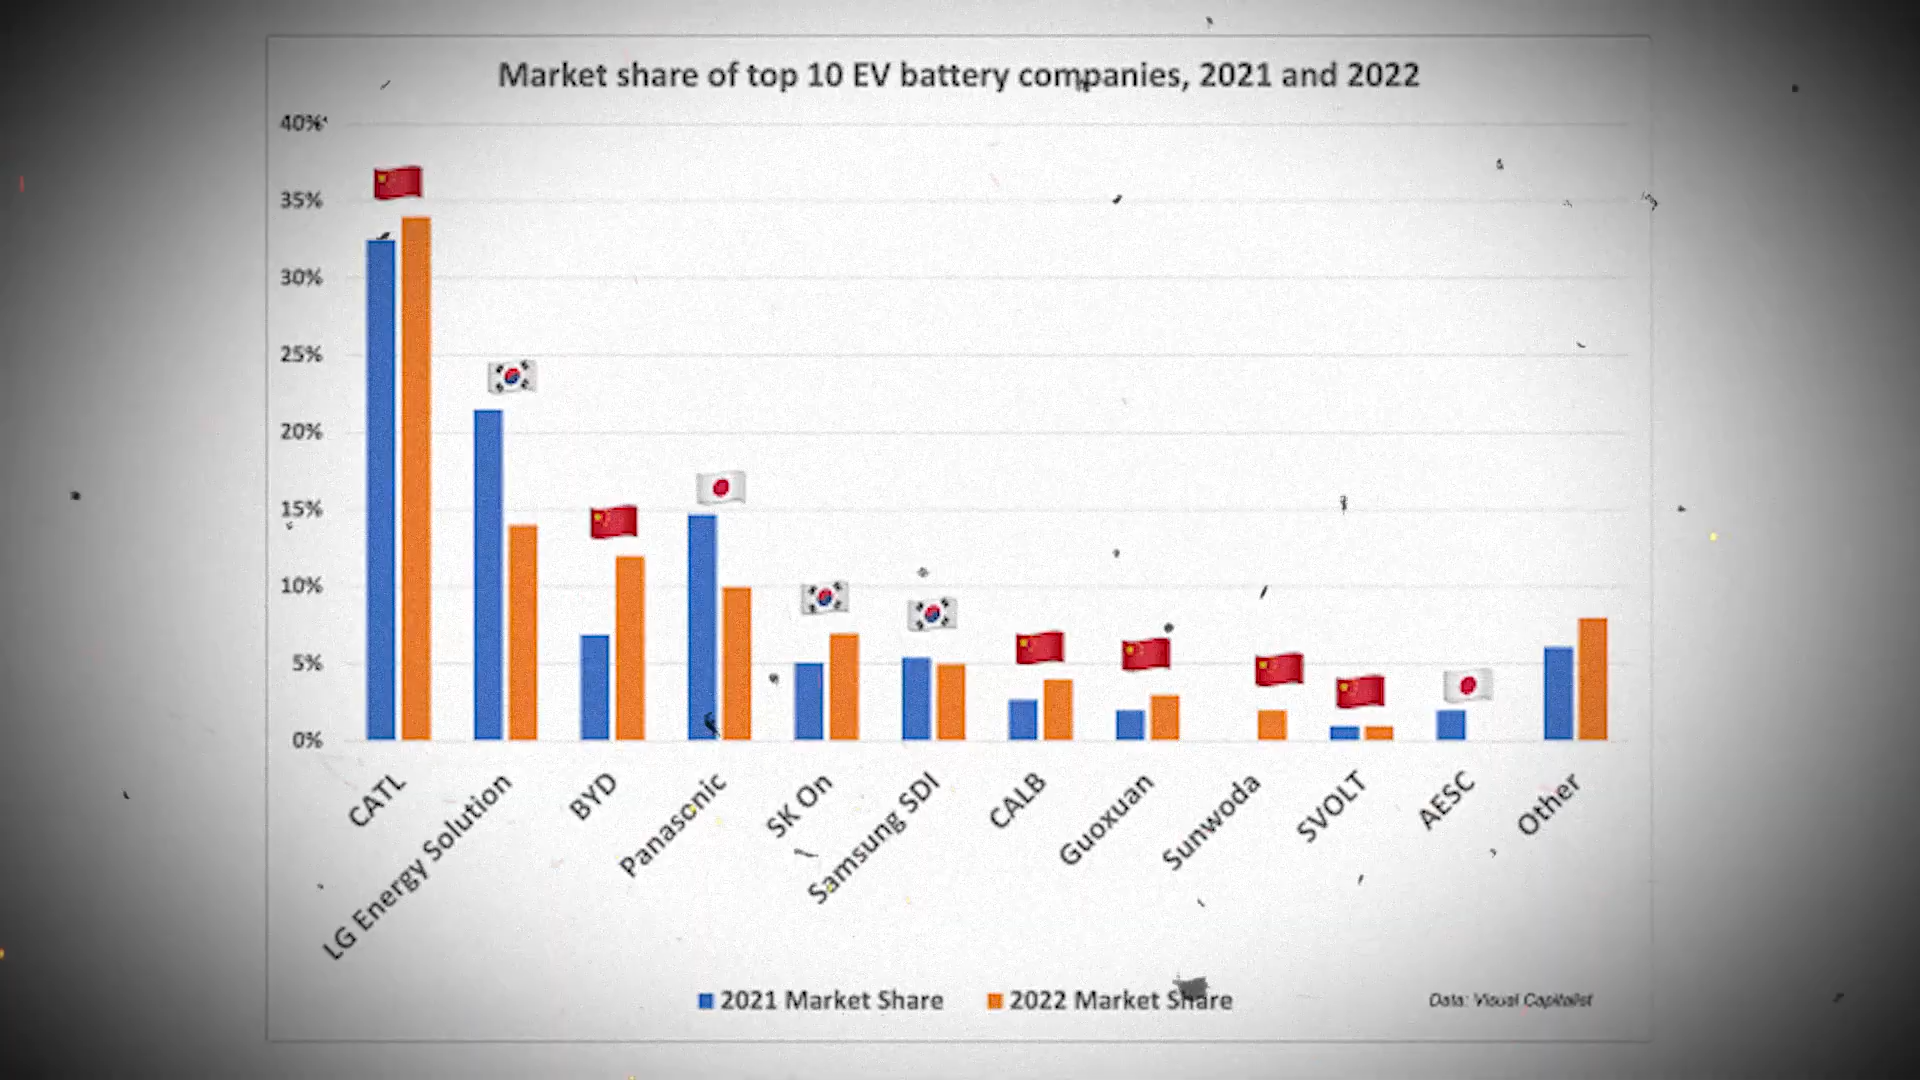 Market share of top 10 EV battery companies, 2021 and 2022
40%
35%
30%
25%
20%
15%
10%
5%
0%
CATL
LG Energy Solution
BYD
Panasonic
SK On
Samsung SDI
CALB
Guoxuan
Sunwoda
SVOLT
AESC
Other
2021 Market Share
2022 Market Share
Data: Visual Capitalist